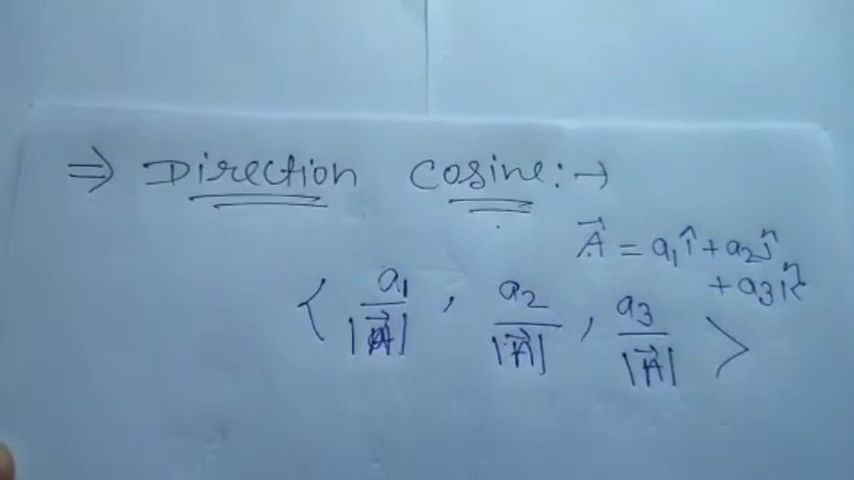 ⇒ Direction Cosine:→
A⃗ = a₁î + a₂ĵ
+ a₃k̂
< a₁/|A⃗| , a₂/|A⃗| , a₃/|A⃗| >